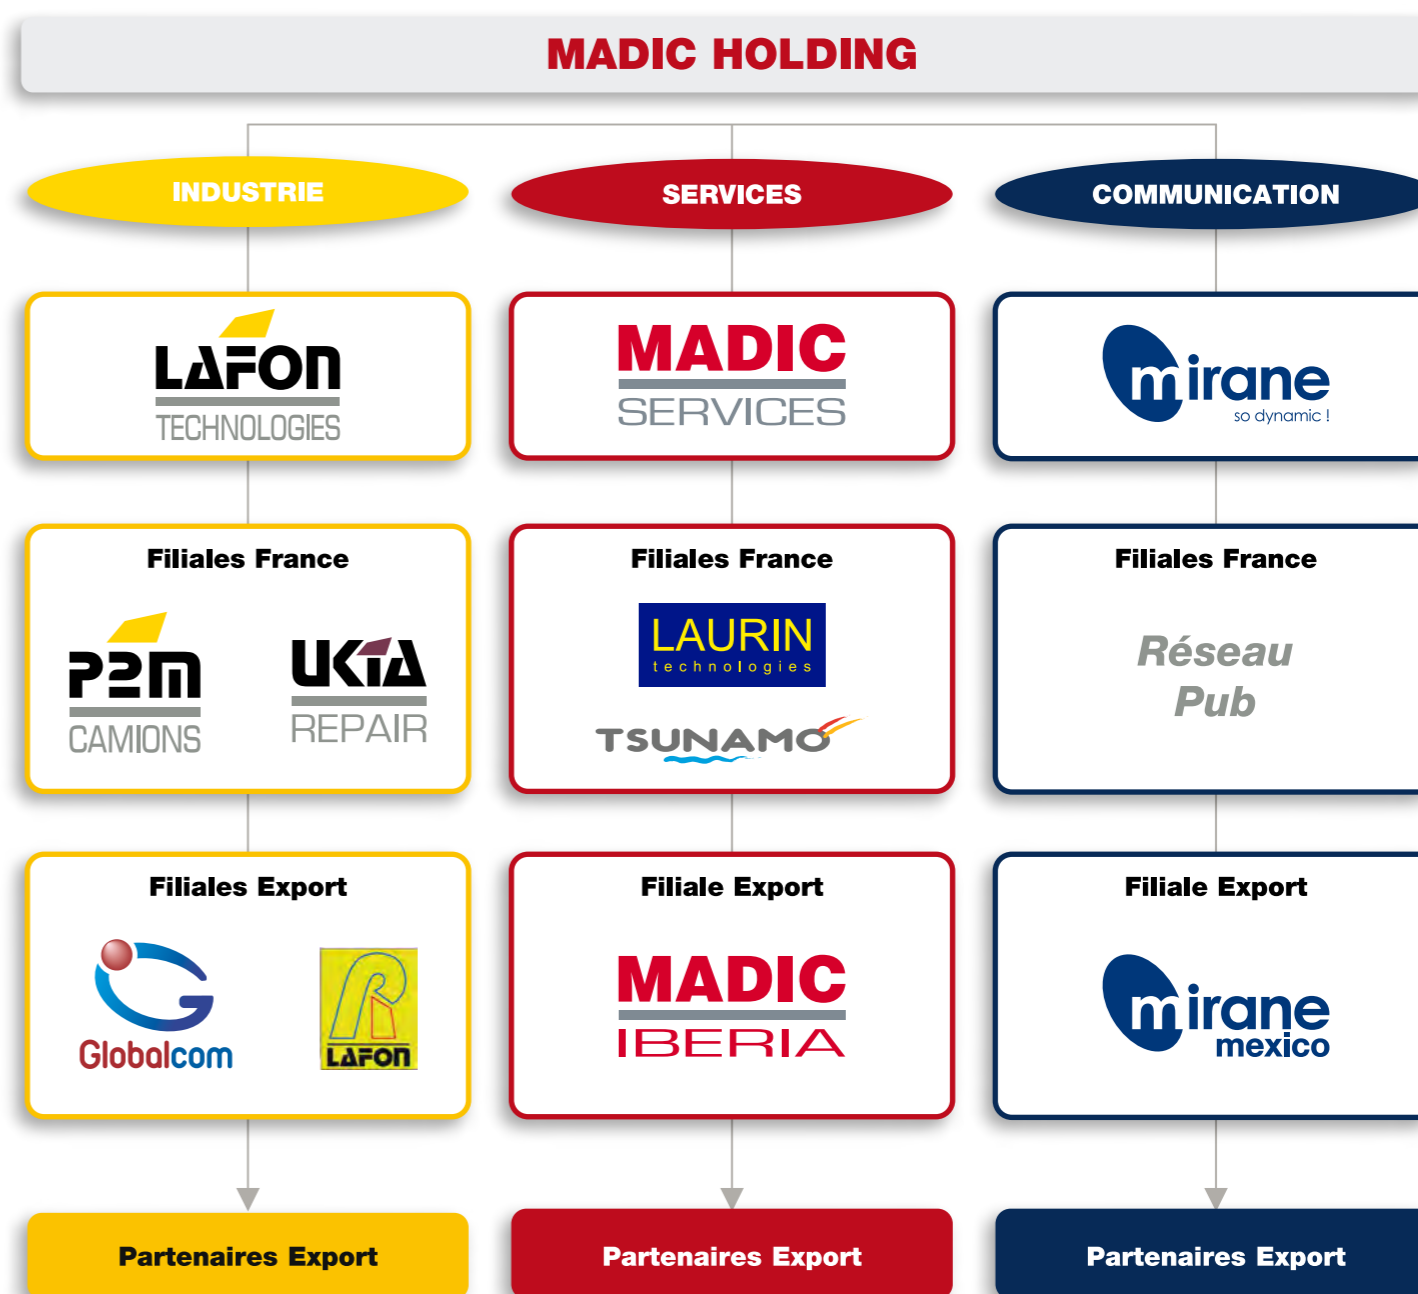 MADIC HOLDING
INDUSTRIE
SERVICES
COMMUNICATION
LAFON
TECHNOLOGIES
MADIC
SERVICES
mirane
so dynamic !
Filiales France
P2M
CAMIONS
UKIA
REPAIR
Filiales France
LAURIN
technologies
TSUNAMO
Filiales France
Réseau
Pub
Filiales Export
Globalcom
LAFON
Filiale Export
MADIC
IBERIA
Filiale Export
mirane
mexico
Partenaires Export
Partenaires Export
Partenaires Export